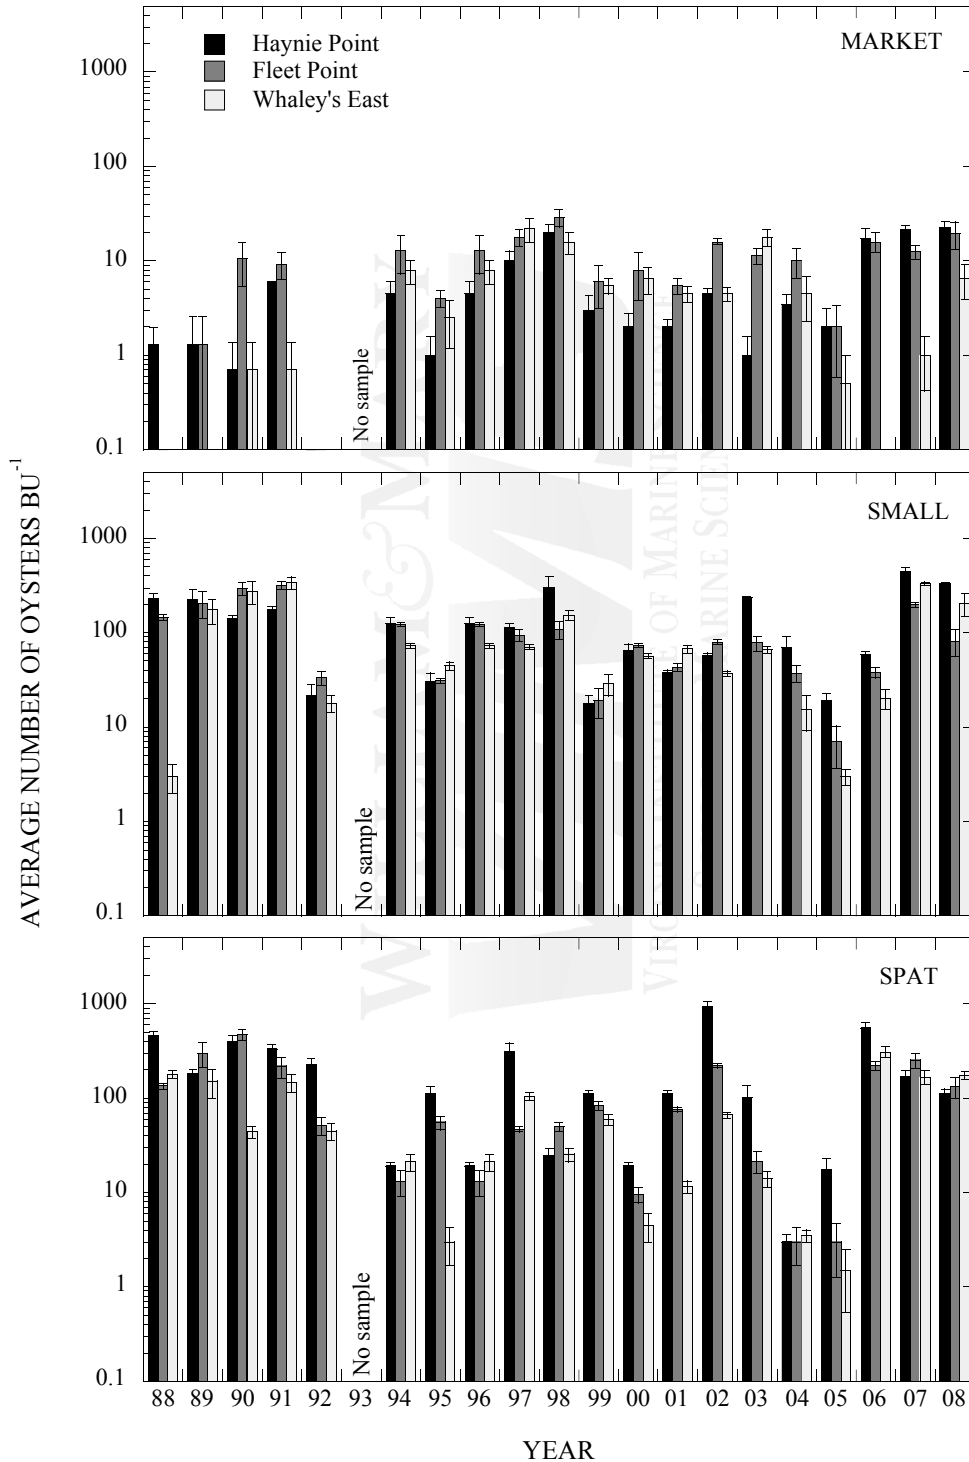 MARKET
Haynie Point
Fleet Point
Whaley's East
1000
100
10
1
0.1
No sample
AVERAGE NUMBER OF OYSTERS BU-1
SMALL
1000
100
10
1
0.1
No sample
SPAT
1000
100
10
1
0.1
No sample
88 89 90 91 92 93 94 95 96 97 98 99 00 01 02 03 04 05 06 07 08
YEAR
WILLIAM & MARY